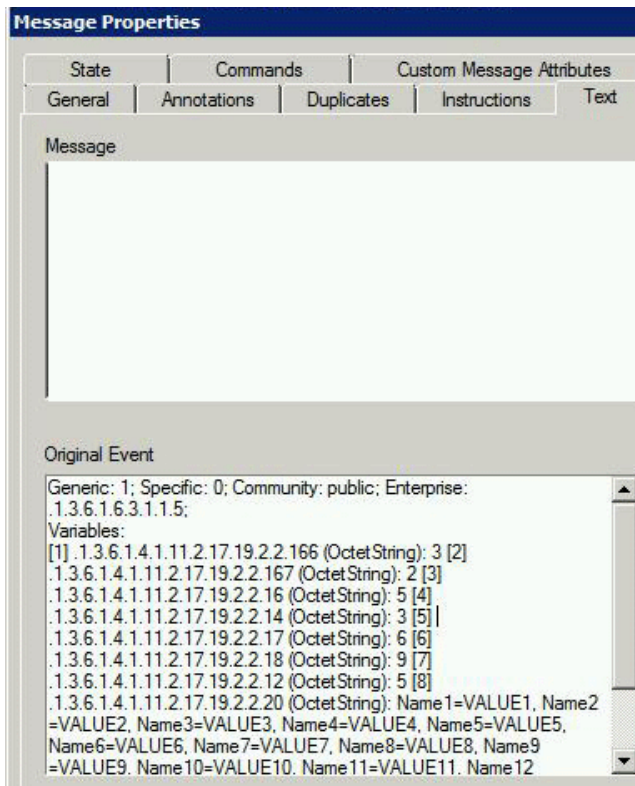 Message Properties
State Commands Custom Message Attributes
General Annotations Duplicates Instructions Text
Message
Original Event
Generic: 1; Specific: 0; Community: public; Enterprise:
.1.3.6.1.6.3.1.1.5;
Variables:
[1] .1.3.6.1.4.1.11.2.17.19.2.2.166 (OctetString): 3 [2]
.1.3.6.1.4.1.11.2.17.19.2.2.167 (OctetString): 2 [3]
.1.3.6.1.4.1.11.2.17.19.2.2.16 (OctetString): 5 [4]
.1.3.6.1.4.1.11.2.17.19.2.2.14 (OctetString): 3 [5]
.1.3.6.1.4.1.11.2.17.19.2.2.17 (OctetString): 6 [6]
.1.3.6.1.4.1.11.2.17.19.2.2.18 (OctetString): 9 [7]
.1.3.6.1.4.1.11.2.17.19.2.2.12 (OctetString): 5 [8]
.1.3.6.1.4.1.11.2.17.19.2.2.20 (OctetString): Name1=VALUE1, Name2
=VALUE2, Name3=VALUE3, Name4=VALUE4, Name5=VALUE5,
Name6=VALUE6, Name7=VALUE7, Name8=VALUE8, Name9
=VALUE9, Name10=VALUE10, Name11=VALUE11, Name12